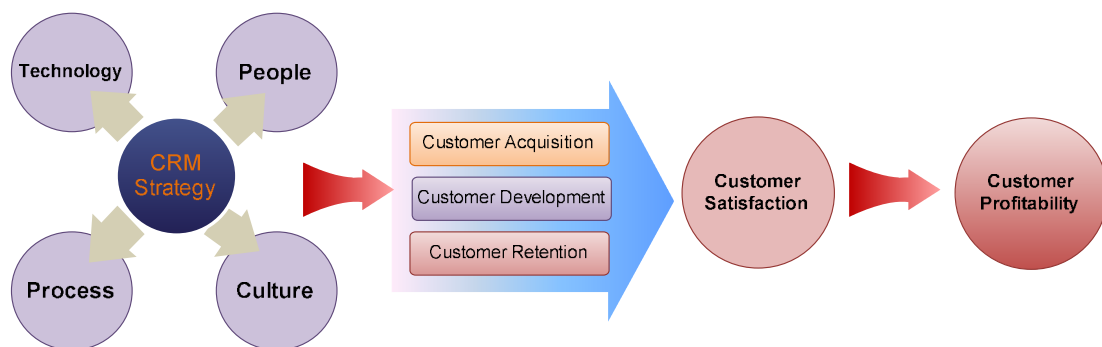 Technology
People
CRM
Strategy
Process
Culture
Customer Acquisition
Customer Development
Customer Retention
Customer
Satisfaction
Customer
Profitability